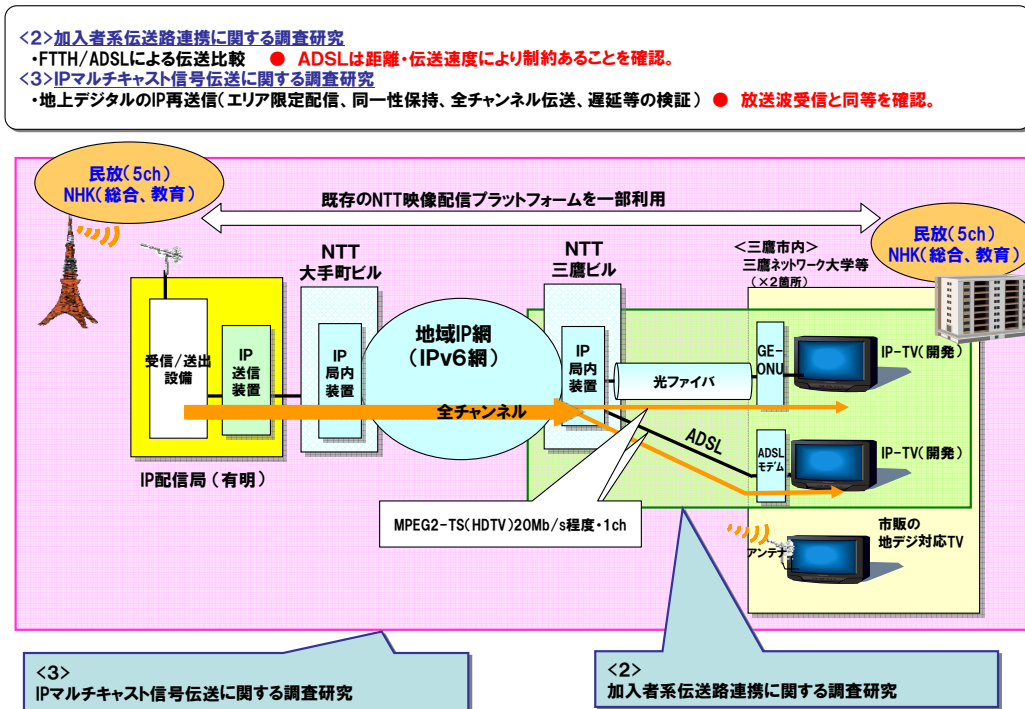 <2>加入者系伝送路連携に関する調査研究
・FTTH/ADSLによる伝送比較 ● ADSLは距離・伝送速度により制約あることを確認。
<3>IPマルチキャスト信号伝送に関する調査研究
・地上デジタルのIP再送信(エリア限定配信、同一性保持、全チャンネル伝送、遅延等の検証) ● 放送波受信と同等を確認。
民放(5ch)
NHK(総合、教育)
既存のNTT映像配信プラットフォームを一部利用
民放(5ch)
NHK(総合、教育)
NTT
大手町ビル
NTT
三鷹ビル
<三鷹市内>
三鷹ネットワーク大学等
(×2箇所)
受信/送出
設備
IP
送信
装置
IP
局内
装置
地域IP網
(IPv6網)
IP
局内
装置
光ファイバ
GE-
ONU
IP-TV(開発)
全チャンネル
ADSL
ADSL
モデム
IP-TV(開発)
IP配信局(有明)
MPEG2-TS(HDTV)20Mb/s程度・1ch
アンテナ
市販の
地デジ対応TV
<3>
IPマルチキャスト信号伝送に関する調査研究
<2>
加入者系伝送路連携に関する調査研究